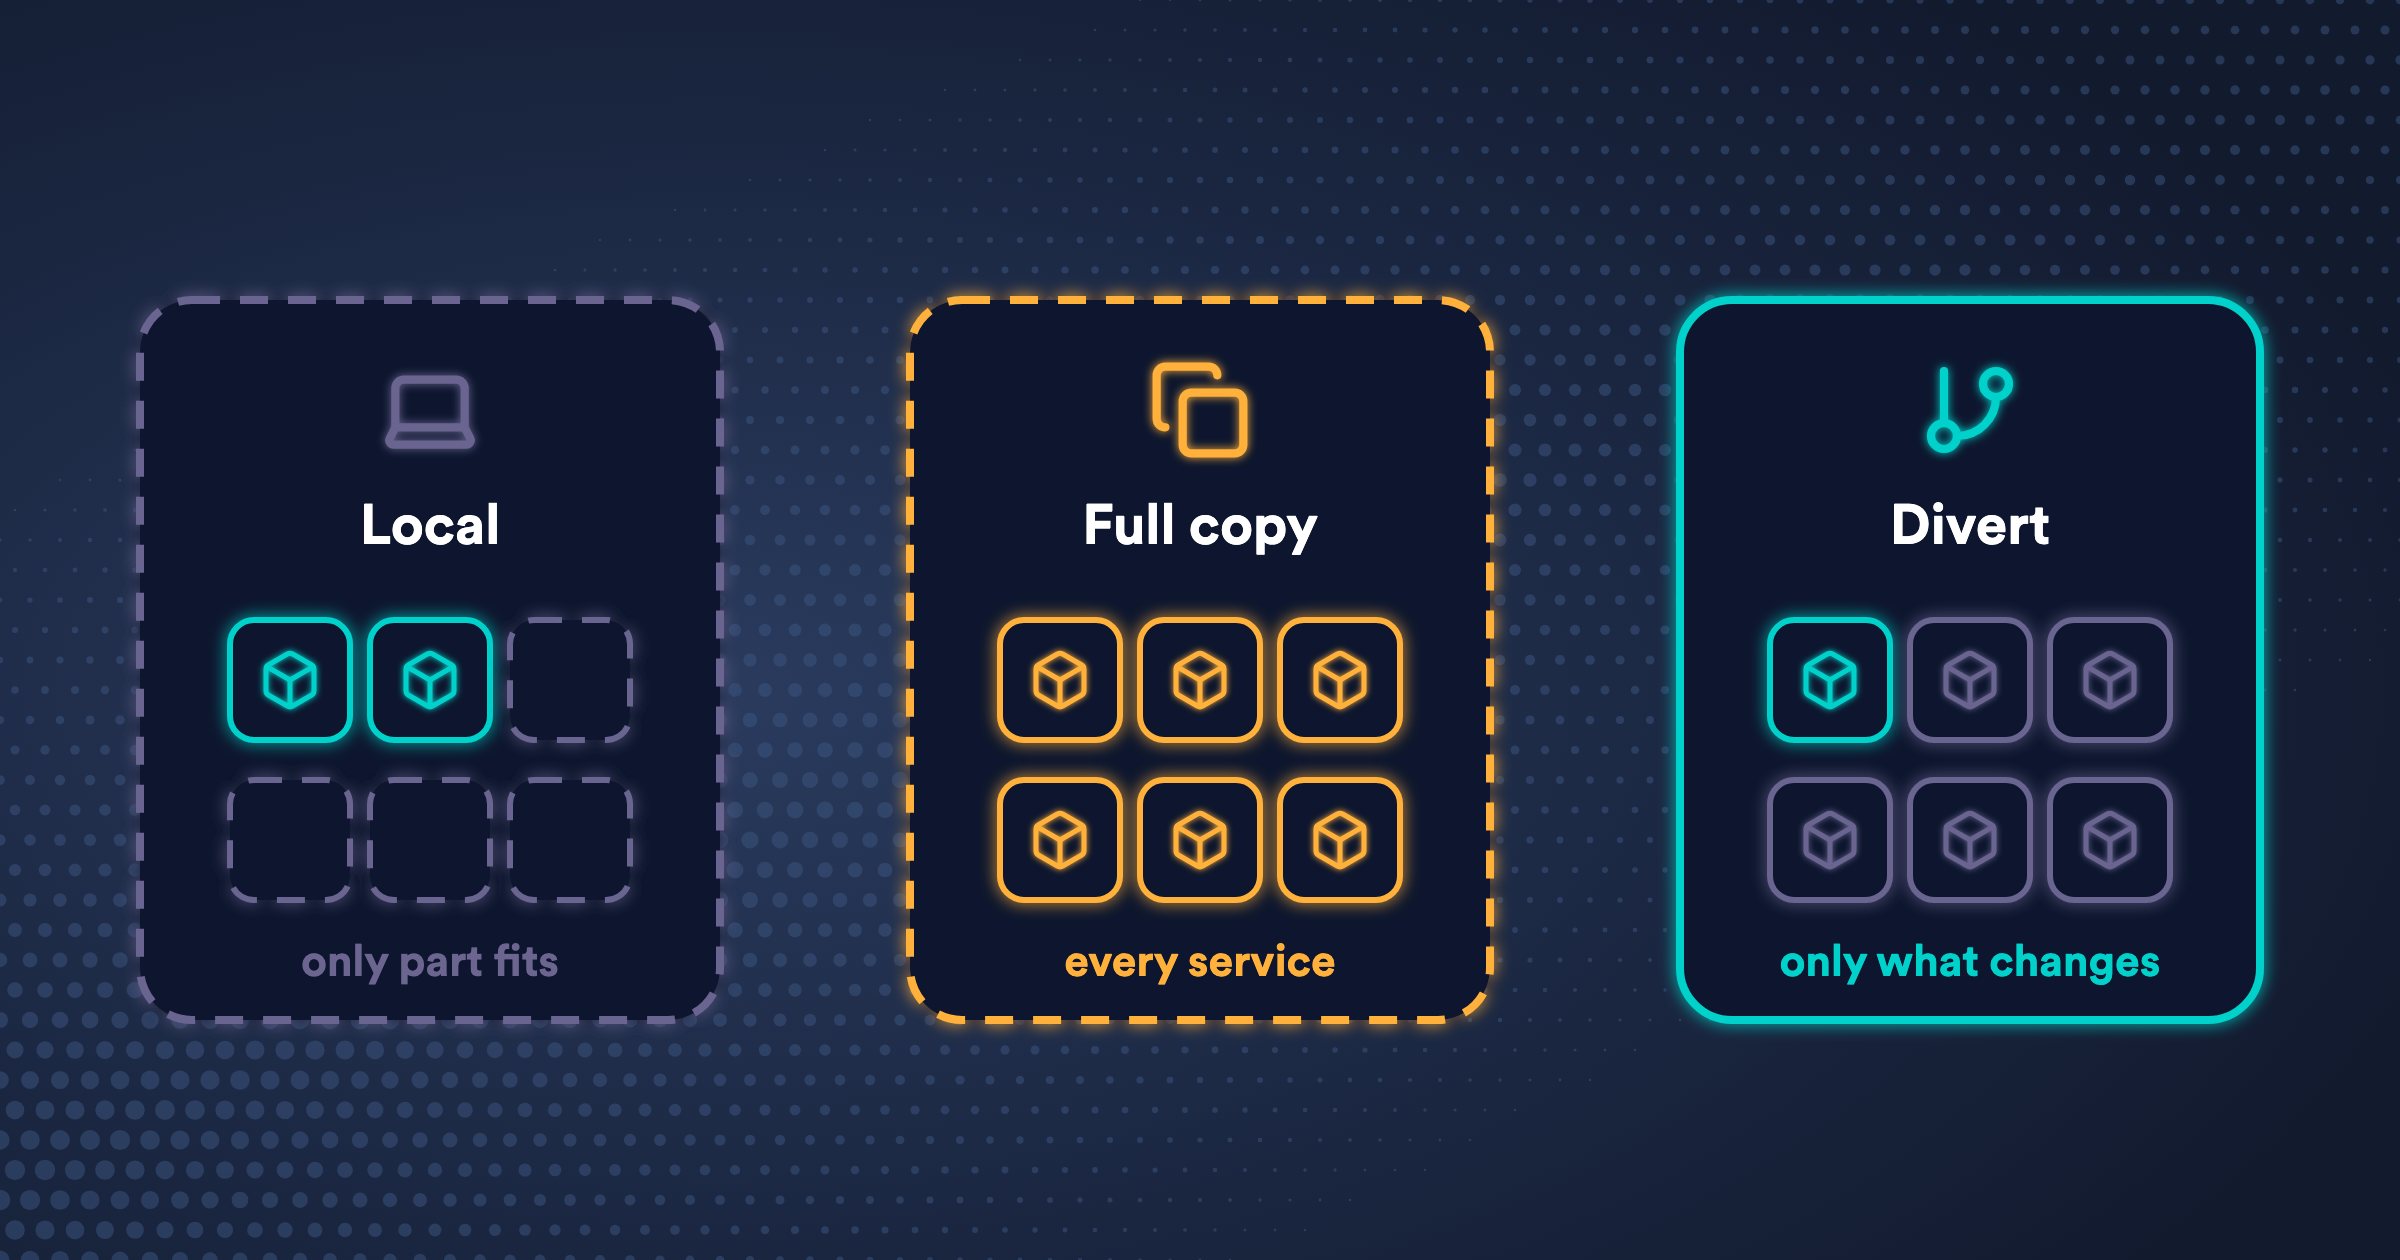 Local
only part fits
Full copy
every service
Divert
only what changes